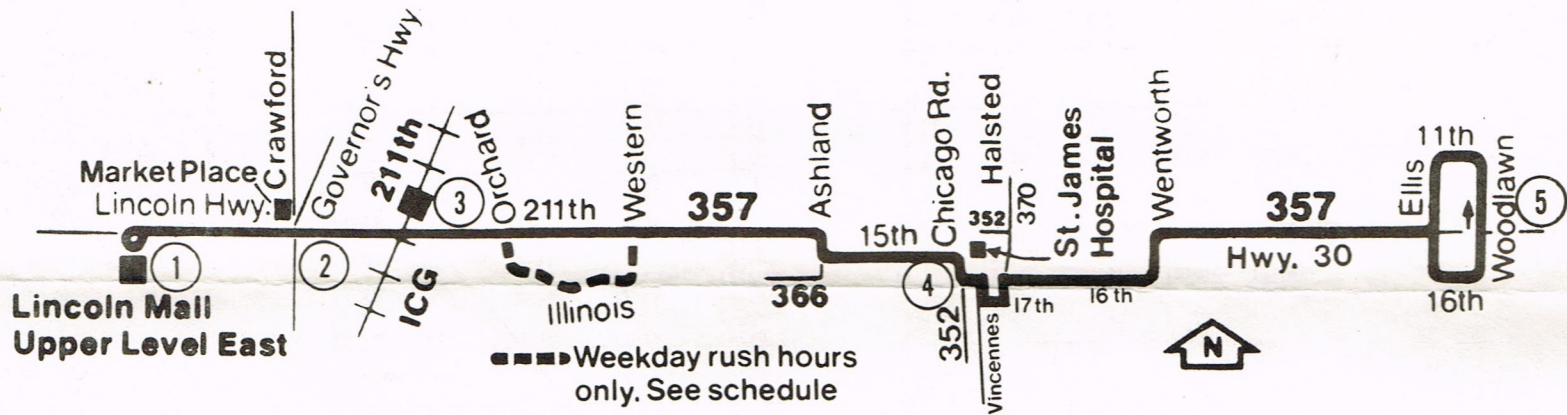 Crawford
Governor's Hwy
Market Place
Lincoln Hwy.
1
Lincoln Mall
Upper Level East
2
211th
3
ICG
Orchard
211th
Western
Illinois
Weekday rush hours
only. See schedule
357
Ashland
366
15th
Chicago Rd.
4
352
Halsted
352
370
Vincennes
17th
St. James
Hospital
16th
Wentworth
357
Hwy. 30
N
Ellis
11th
Woodlawn
16th
5